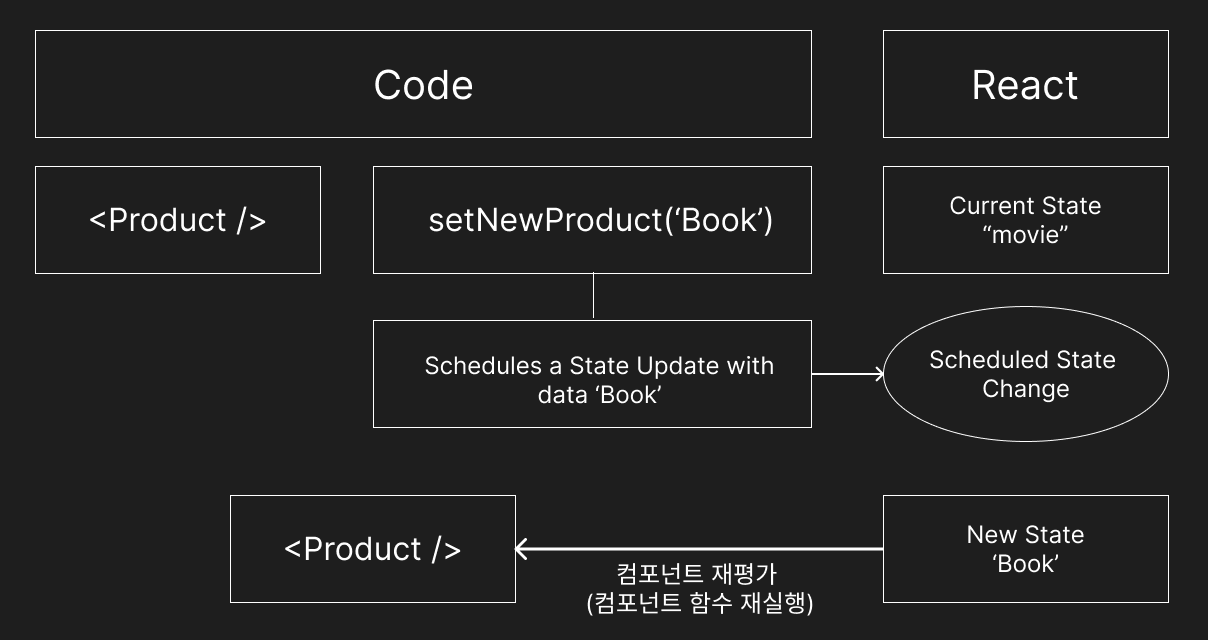 Code
React
<Product />
setNewProduct(‘Book’)
Current State
“movie”
Schedules a State Update with
data ‘Book’
Scheduled State
Change
<Product />
컴포넌트 재평가
(컴포넌트 함수 재실행)
New State
‘Book’